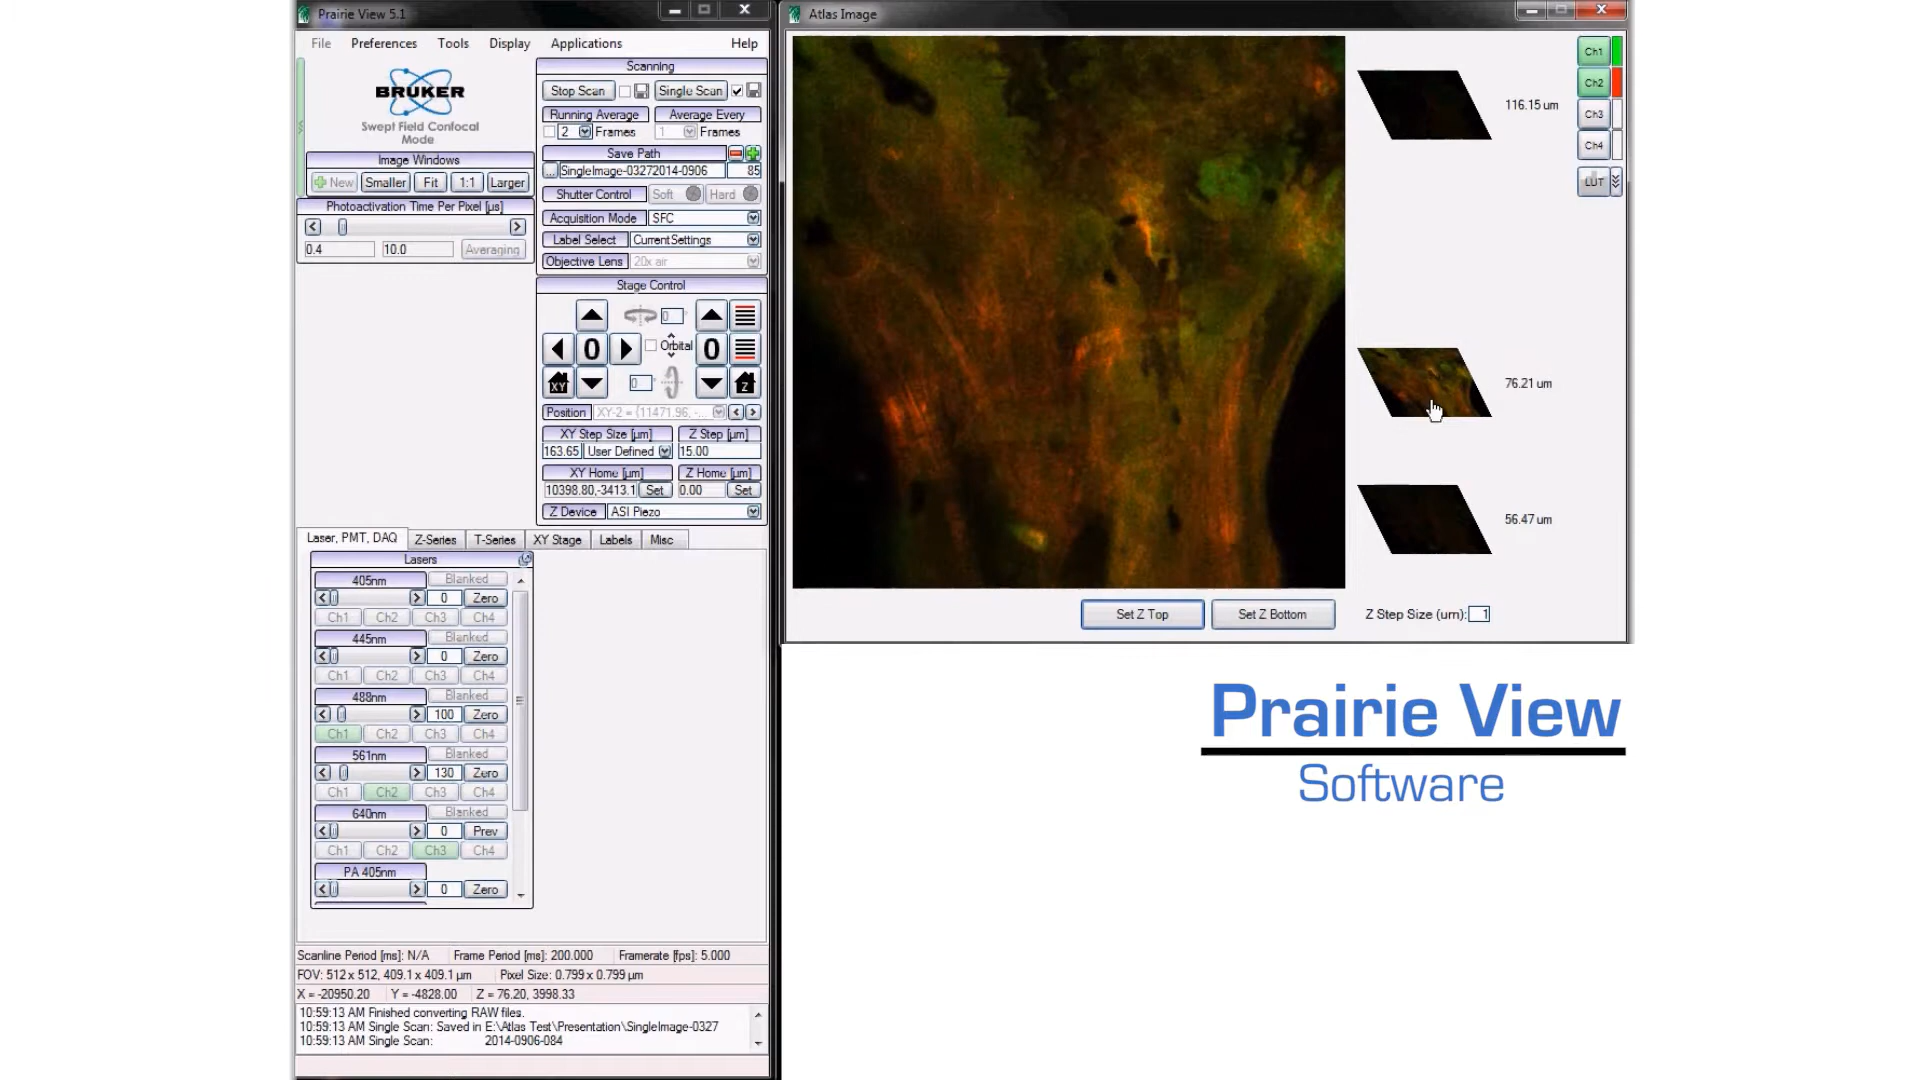 Prairie View 5.1
File Preferences Tools Display Applications Help
BRUKER
Swept Field Confocal
Mode
Image Windows
New Smaller Fit 1:1 Larger
Photoactivation Time Per Pixel [µs]
0.4 10.0 Averaging
Scanning
Stop Scan Single Scan
Running Average Average Every
2 Frames 1 Frames
Save Path
... SingleImage-03272014-0906 85
Shutter Control Soft Hard
Acquisition Mode SFC
Label Select CurrentSettings
Objective Lens 20x air
Stage Control
0
0 Orbital 0
XY 0 Z
Position XY-2 = (11471.96, -...
XY Step Size [µm] Z Step [µm]
163.65 User Defined 15.00
XY Home [µm] Z Home [µm]
10398.80,-3413.1 Set 0.00 Set
Z Device ASI Piezo
Laser, PMT, DAQ Z-Series T-Series XY Stage Labels Misc
Lasers
405nm Blanked
0 Zero
Ch1 Ch2 Ch3 Ch4
445nm Blanked
0 Zero
Ch1 Ch2 Ch3 Ch4
488nm Blanked
100 Zero
Ch1 Ch2 Ch3 Ch4
561nm Blanked
130 Zero
Ch1 Ch2 Ch3 Ch4
640nm Blanked
0 Prev
Ch1 Ch2 Ch3 Ch4
PA 405nm
0 Zero
Scanline Period [ms]: N/A Frame Period [ms]: 200.000 Framerate [fps]: 5.000
FOV: 512 x 512, 409.1 x 409.1 µm Pixel Size: 0.799 x 0.799 µm
X = -20950.20 Y = -4828.00 Z = 76.20, 3998.33
10:59:13 AM Finished converting RAW files.
10:59:13 AM Single Scan: Saved in E:\Atlas Test\Presentation\SingleImage-0327
10:59:13 AM Single Scan: 2014-0906-084
Atlas Image
116.15 um
76.21 um
56.47 um
Ch1
Ch2
Ch3
Ch4
LUT
Set Z Top Set Z Bottom Z Step Size (um): 1
Prairie View
Software